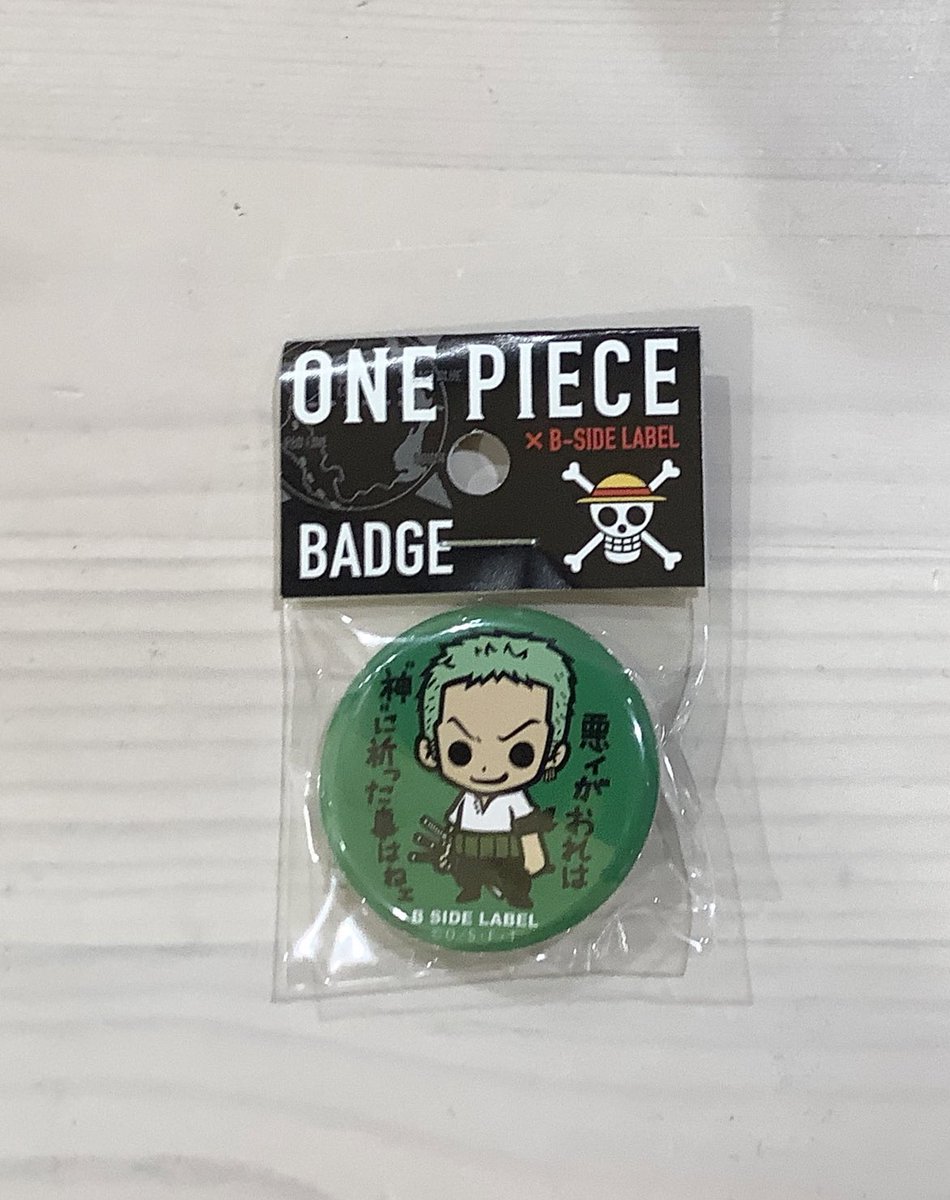 ONE PIECE
× B-SIDE LABEL
BADGE
悪ィがおれは
"神"に祈った事はねェ
B SIDE LABEL